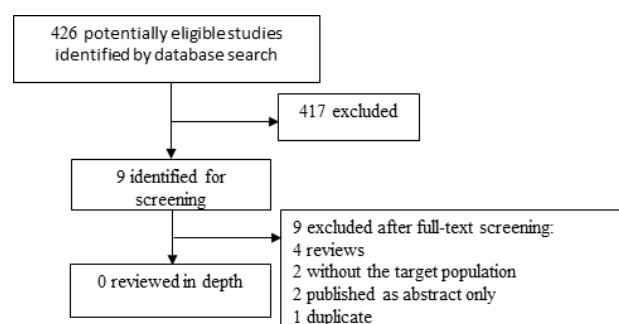 426 potentially eligible studies
identified by database search
417 excluded
9 identified for
screening
9 excluded after full-text screening:
4 reviews
2 without the target population
2 published as abstract only
1 duplicate
0 reviewed in depth